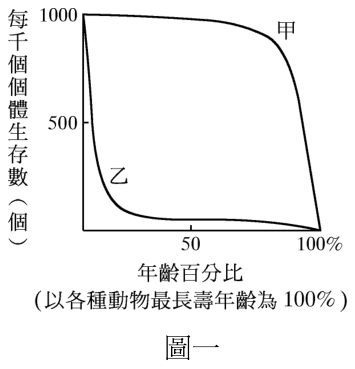 每千個個體生存數（個）
1000
500
甲
乙
50
100%
年齡百分比
(以各種動物最長壽年齡為 100%)
圖一